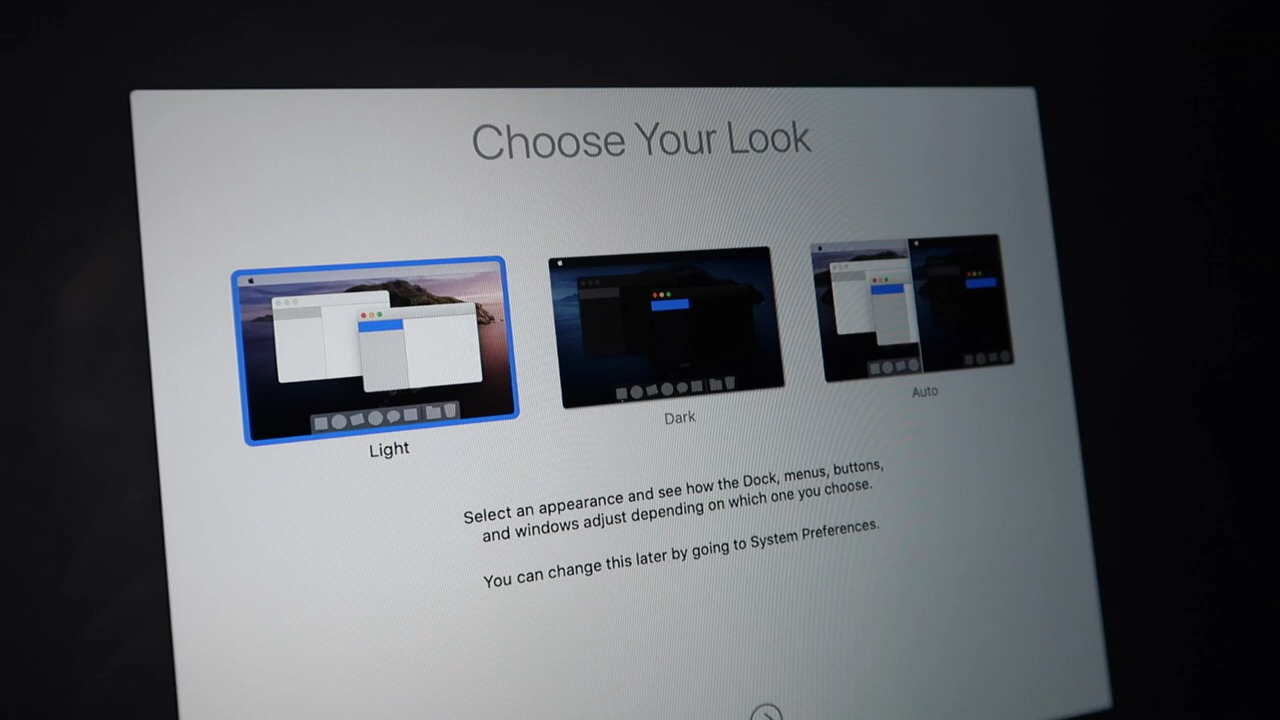 Choose Your Look
Light
Dark
Auto
Select an appearance and see how the Dock, menus, buttons,
and windows adjust depending on which one you choose.
You can change this later by going to System Preferences.